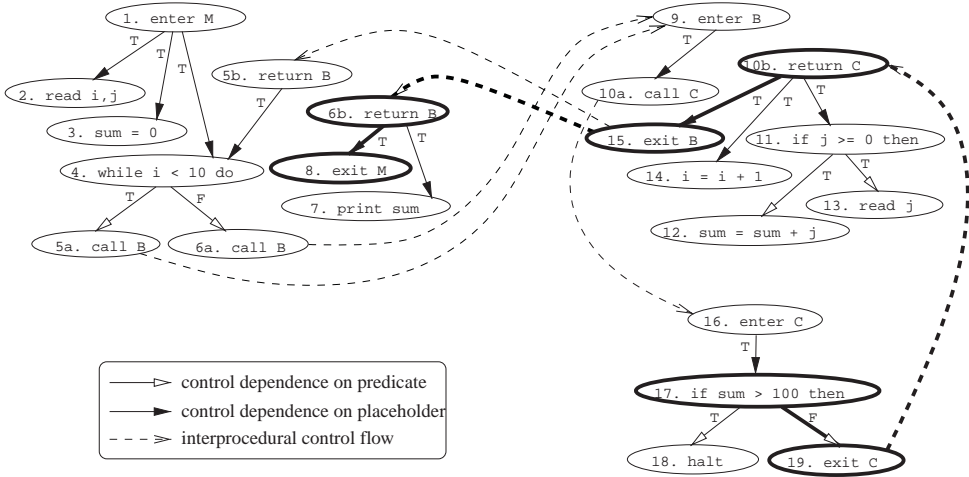 1. enter M
T
T
T
2. read i,j
3. sum = 0
5b. return B
T
4. while i < 10 do
T
F
5a. call B
6a. call B
6b. return B
T
T
8. exit M
7. print sum
9. enter B
T
10a. call C
10b. return C
T
T
T
15. exit B
14. i = i + 1
11. if j >= 0 then
T
T
12. sum = sum + j
13. read j
16. enter C
T
17. if sum > 100 then
T
F
18. halt
19. exit C
control dependence on predicate
control dependence on placeholder
interprocedural control flow